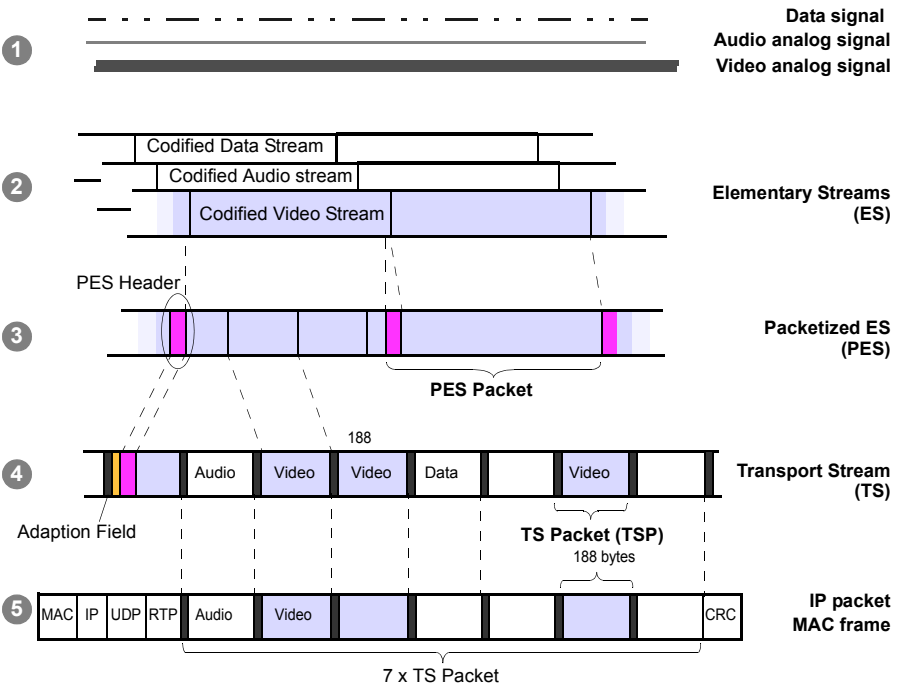 Data signal
Audio analog signal
1
Video analog signal
Codified Data Stream
Codified Audio stream
2
Codified Video Stream
Elementary Streams
(ES)
PES Header
3
Packetized ES
(PES)
PES Packet
188
4
Audio
Video
Video
Data
Video
Transport Stream
(TS)
Adaption Field
TS Packet (TSP)
188 bytes
5
MAC
IP
UDP
RTP
Audio
Video
CRC
IP packet
MAC frame
7 x TS Packet